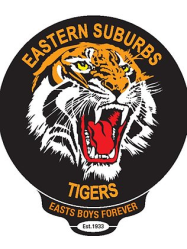 EASTERN SUBURBS
TIGERS
EASTS BOYS FOREVER
Est.1933